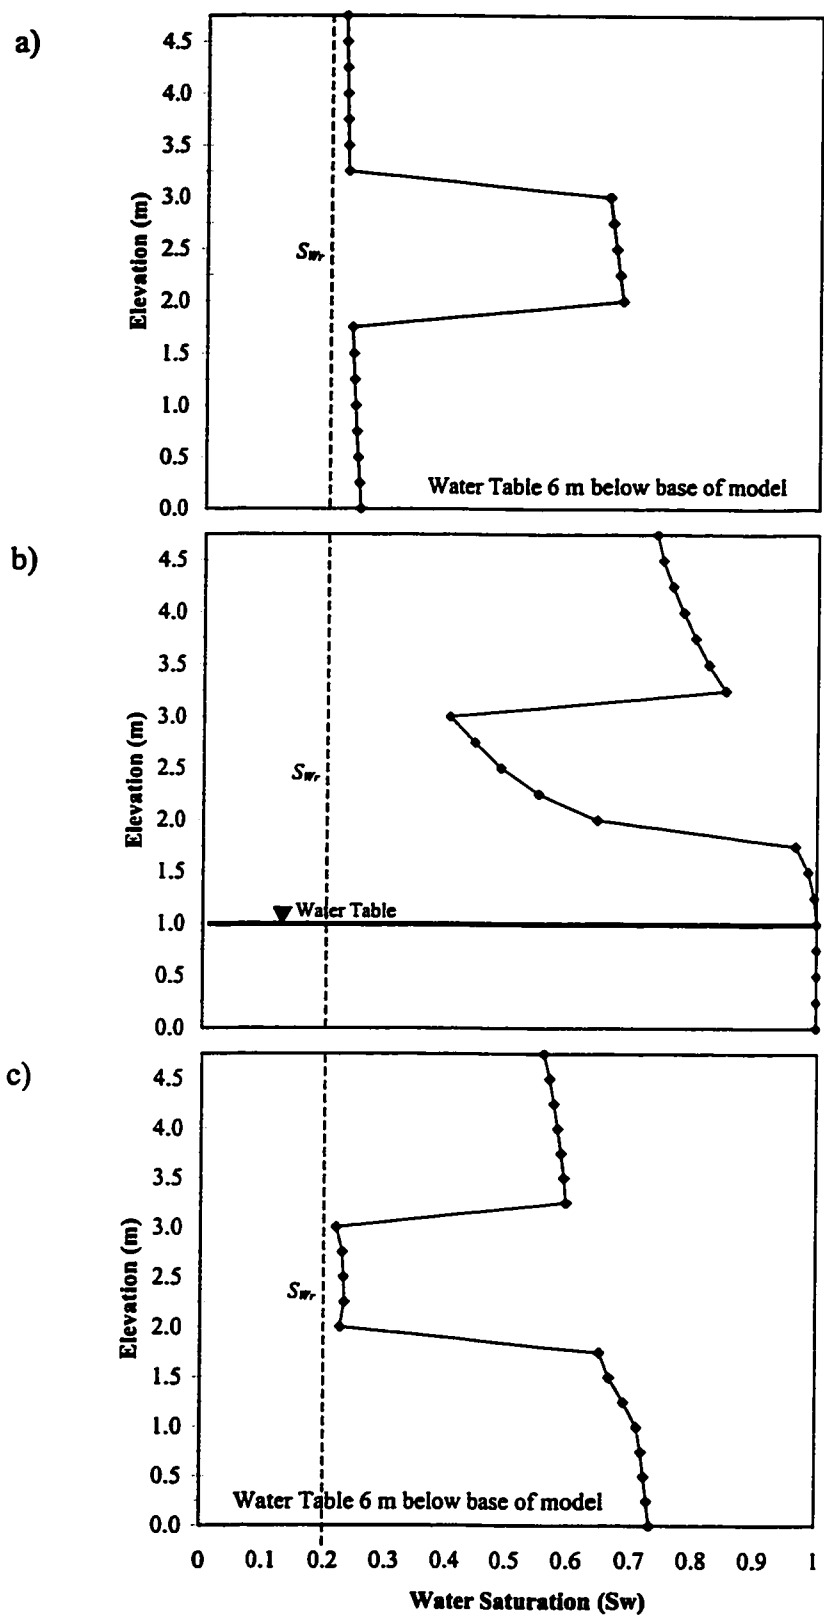 a)
4.5
4.0
3.5
3.0
2.5
2.0
1.5
1.0
0.5
0.0
Elevation (m)
SWr
Water Table 6 m below base of model
b)
4.5
4.0
3.5
3.0
2.5
2.0
1.5
1.0
0.5
0.0
Elevation (m)
SWr
Water Table
c)
4.5
4.0
3.5
3.0
2.5
2.0
1.5
1.0
0.5
0.0
Elevation (m)
SWr
Water Table 6 m below base of model
0 0.1 0.2 0.3 0.4 0.5 0.6 0.7 0.8 0.9 1
Water Saturation (Sw)